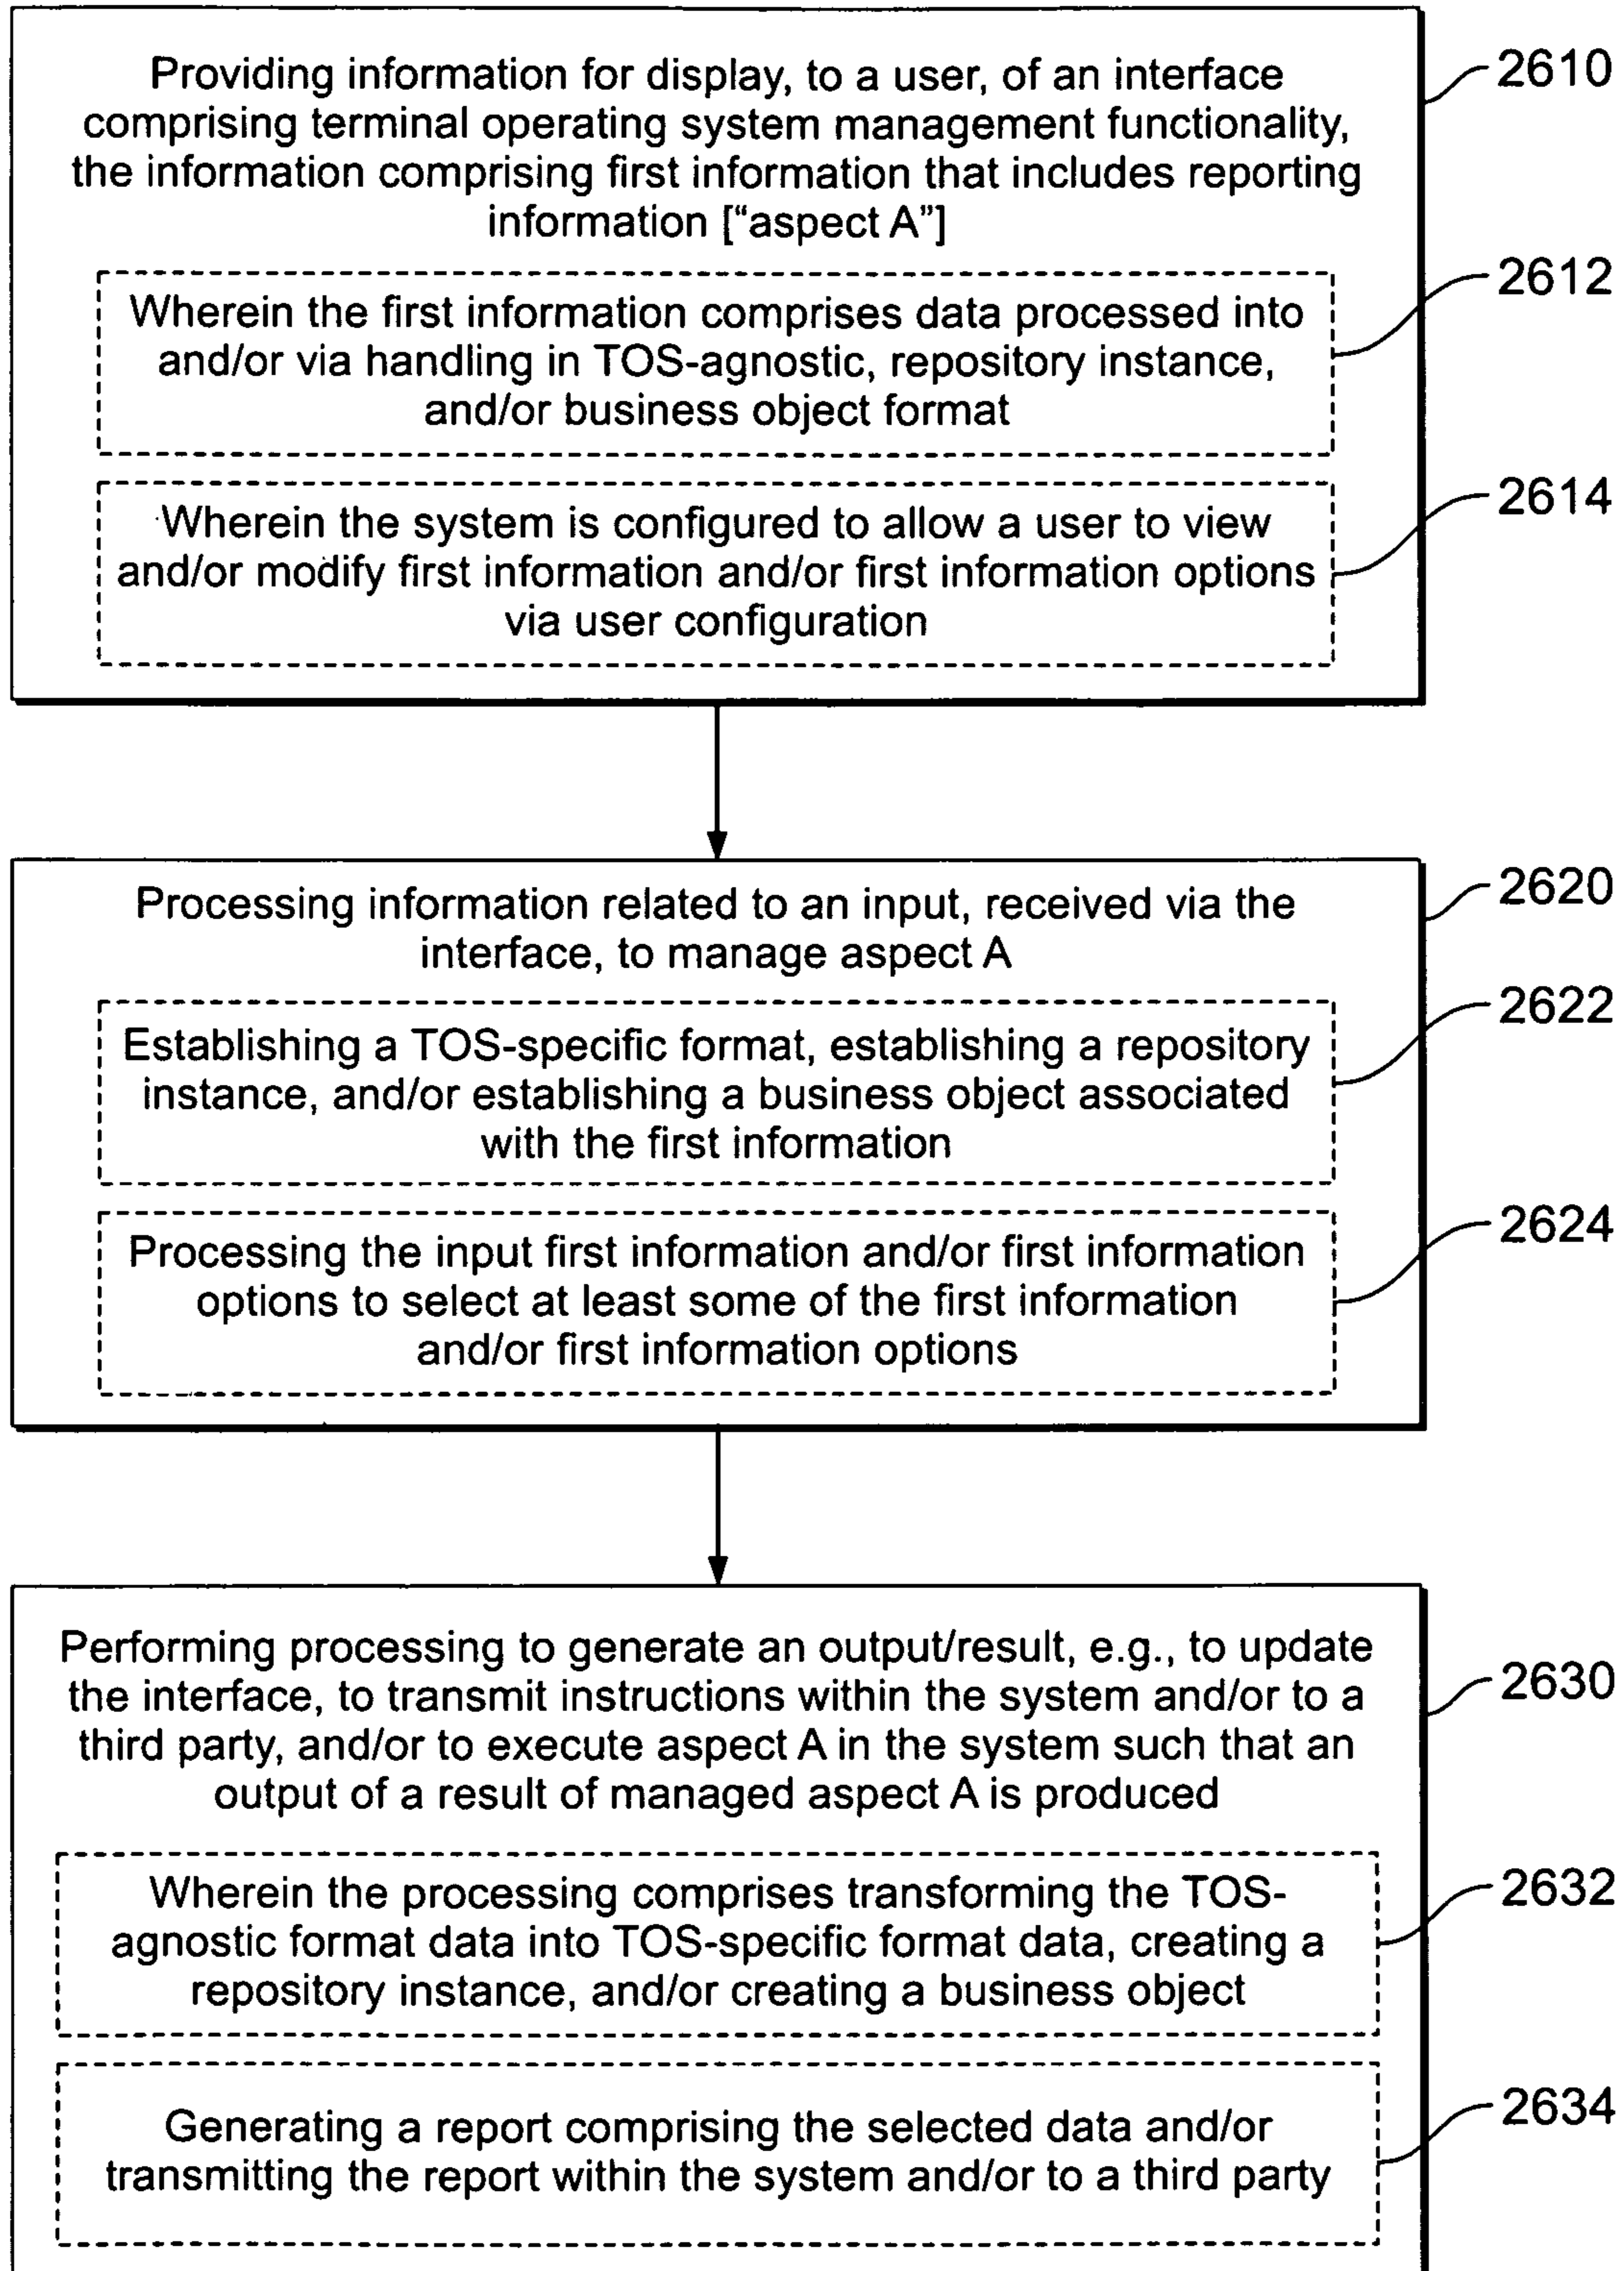 Providing information for display, to a user, of an interface
comprising terminal operating system management functionality,
the information comprising first information that includes reporting
information [“aspect A”]
2610
Wherein the first information comprises data processed into
and/or via handling in TOS-agnostic, repository instance,
and/or business object format
2612
Wherein the system is configured to allow a user to view
and/or modify first information and/or first information options
via user configuration
2614
Processing information related to an input, received via the
interface, to manage aspect A
2620
Establishing a TOS-specific format, establishing a repository
instance, and/or establishing a business object associated
with the first information
2622
Processing the input first information and/or first information
options to select at least some of the first information
and/or first information options
2624
Performing processing to generate an output/result, e.g., to update
the interface, to transmit instructions within the system and/or to a
third party, and/or to execute aspect A in the system such that an
output of a result of managed aspect A is produced
2630
Wherein the processing comprises transforming the TOS-
agnostic format data into TOS-specific format data, creating a
repository instance, and/or creating a business object
2632
Generating a report comprising the selected data and/or
transmitting the report within the system and/or to a third party
2634